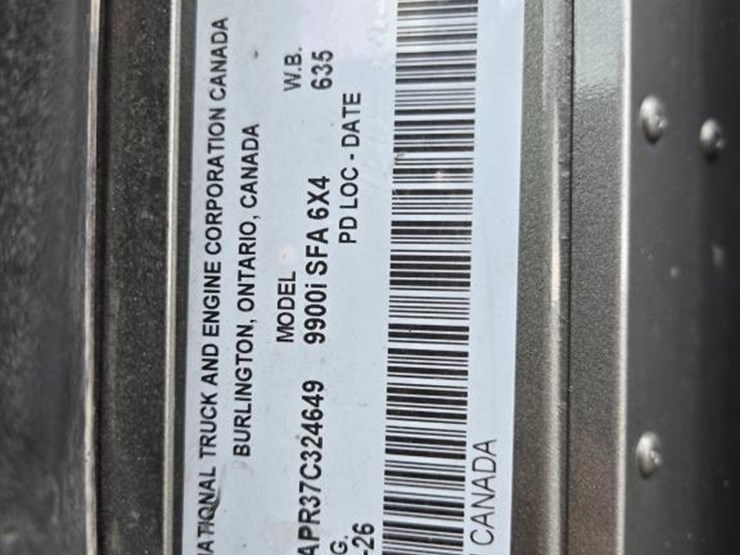 NATIONAL TRUCK AND ENGINE CORPORATION CANADA
BURLINGTON, ONTARIO, CANADA
MODEL W.B.
APR37C324649 9900i SFA 6X4 635
G. PD LOC - DATE
-26
CANADA